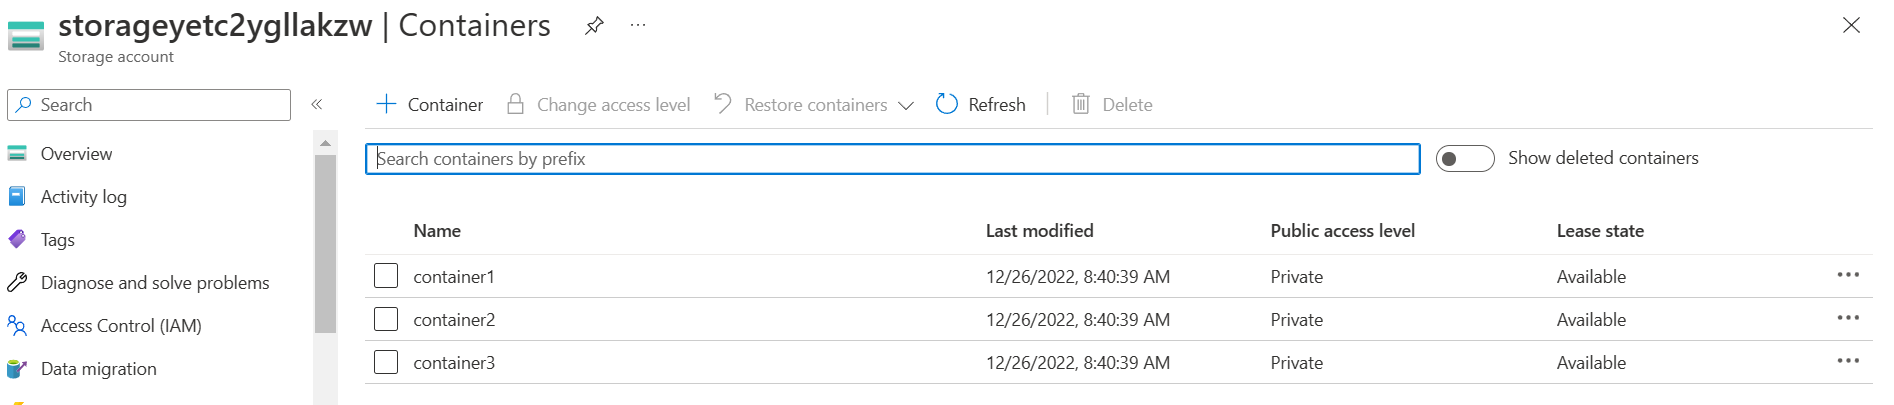 storageyetc2ygllakzw | Containers
Storage account
Search
Container Change access level Restore containers Refresh Delete
Search containers by prefix Show deleted containers
Overview
Activity log
Tags
Diagnose and solve problems
Access Control (IAM)
Data migration
Name Last modified Public access level Lease state
container1 12/26/2022, 8:40:39 AM Private Available
container2 12/26/2022, 8:40:39 AM Private Available
container3 12/26/2022, 8:40:39 AM Private Available